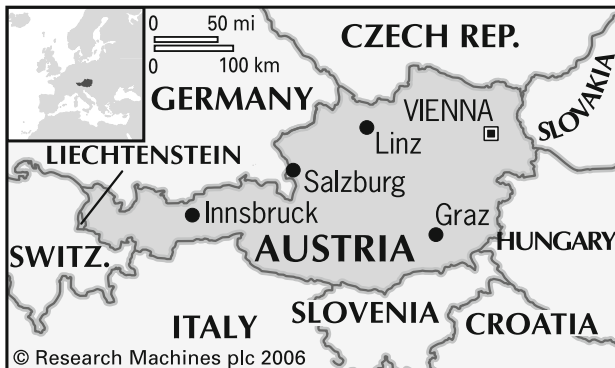 0 50 mi
0 100 km
CZECH REP.
GERMANY
SLOVAKIA
VIENNA
Linz
LIECHTENSTEIN
Salzburg
Innsbruck
Graz
SWITZ.
AUSTRIA
HUNGARY
SLOVENIA
ITALY
CROATIA
© Research Machines plc 2006